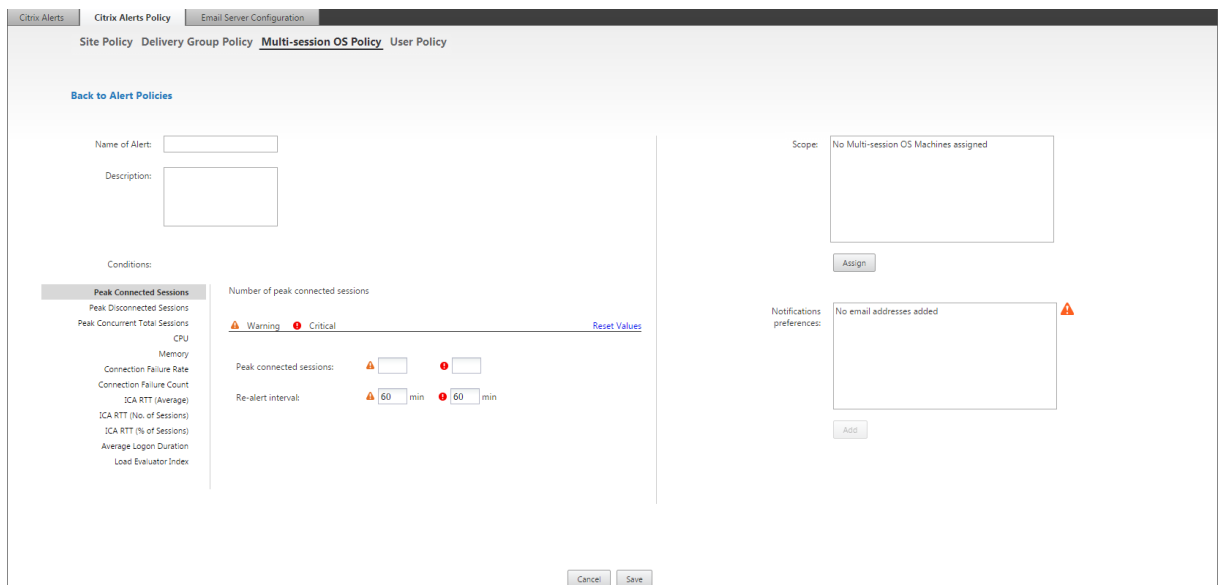 Citrix Alerts
Citrix Alerts Policy
Email Server Configuration
Site Policy
Delivery Group Policy
Multi-session OS Policy
User Policy
Back to Alert Policies
Name of Alert:
Description:
Conditions:
Peak Connected Sessions
Peak Disconnected Sessions
Peak Concurrent Total Sessions
CPU
Memory
Connection Failure Rate
Connection Failure Count
ICA RTT (Average)
ICA RTT (No. of Sessions)
ICA RTT (% of Sessions)
Average Logon Duration
Load Evaluator Index
Number of peak connected sessions
Warning
Critical
Reset Values
Peak connected sessions:
Re-alert interval: 60 min 60 min
Scope:
No Multi-session OS Machines assigned
Assign
Notifications
preferences:
No email addresses added
Add
Cancel
Save